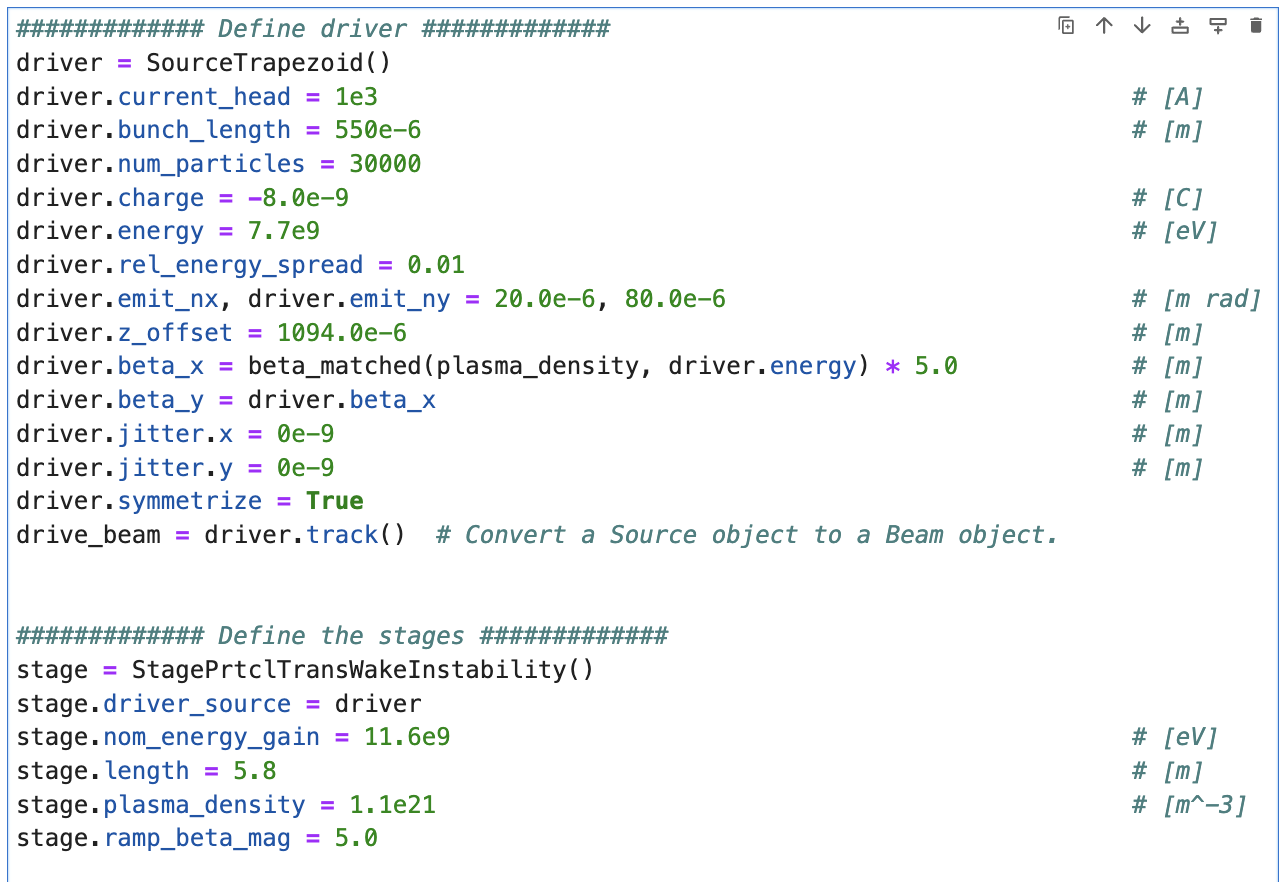 ############# Define driver #############
driver = SourceTrapezoid()
driver.current_head = 1e3 # [A]
driver.bunch_length = 550e-6 # [m]
driver.num_particles = 30000
driver.charge = -8.0e-9 # [C]
driver.energy = 7.7e9 # [eV]
driver.rel_energy_spread = 0.01
driver.emit_nx, driver.emit_ny = 20.0e-6, 80.0e-6 # [m rad]
driver.z_offset = 1094.0e-6 # [m]
driver.beta_x = beta_matched(plasma_density, driver.energy) * 5.0 # [m]
driver.beta_y = driver.beta_x # [m]
driver.jitter.x = 0e-9 # [m]
driver.jitter.y = 0e-9 # [m]
driver.symmetrize = True
drive_beam = driver.track() # Convert a Source object to a Beam object.
############# Define the stages #############
stage = StagePrtclTransWakeInstability()
stage.driver_source = driver
stage.nom_energy_gain = 11.6e9 # [eV]
stage.length = 5.8 # [m]
stage.plasma_density = 1.1e21 # [m^-3]
stage.ramp_beta_mag = 5.0